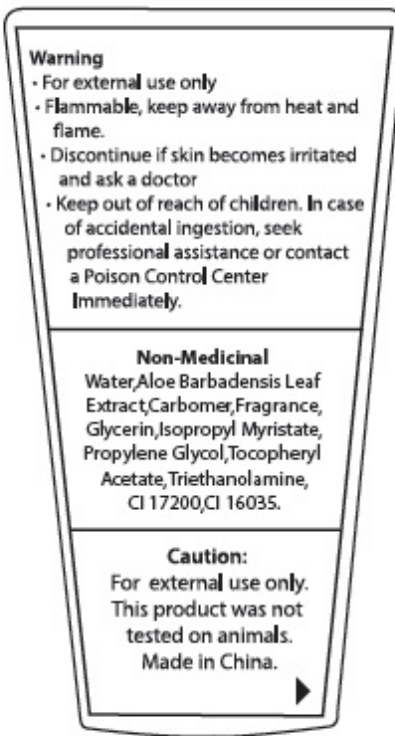 Warning
· For external use only
· Flammable, keep away from heat and
flame.
· Discontinue if skin becomes irritated
and ask a doctor
· Keep out of reach of children. In case
of accidental ingestion, seek
professional assistance or contact
a Poison Control Center
Immediately.
Non-Medicinal
Water,Aloe Barbadensis Leaf
Extract,Carbomer,Fragrance,
Glycerin,Isopropyl Myristate,
Propylene Glycol,Tocopheryl
Acetate,Triethanolamine,
CI 17200,CI 16035.
Caution:
For external use only.
This product was not
tested on animals.
Made in China.